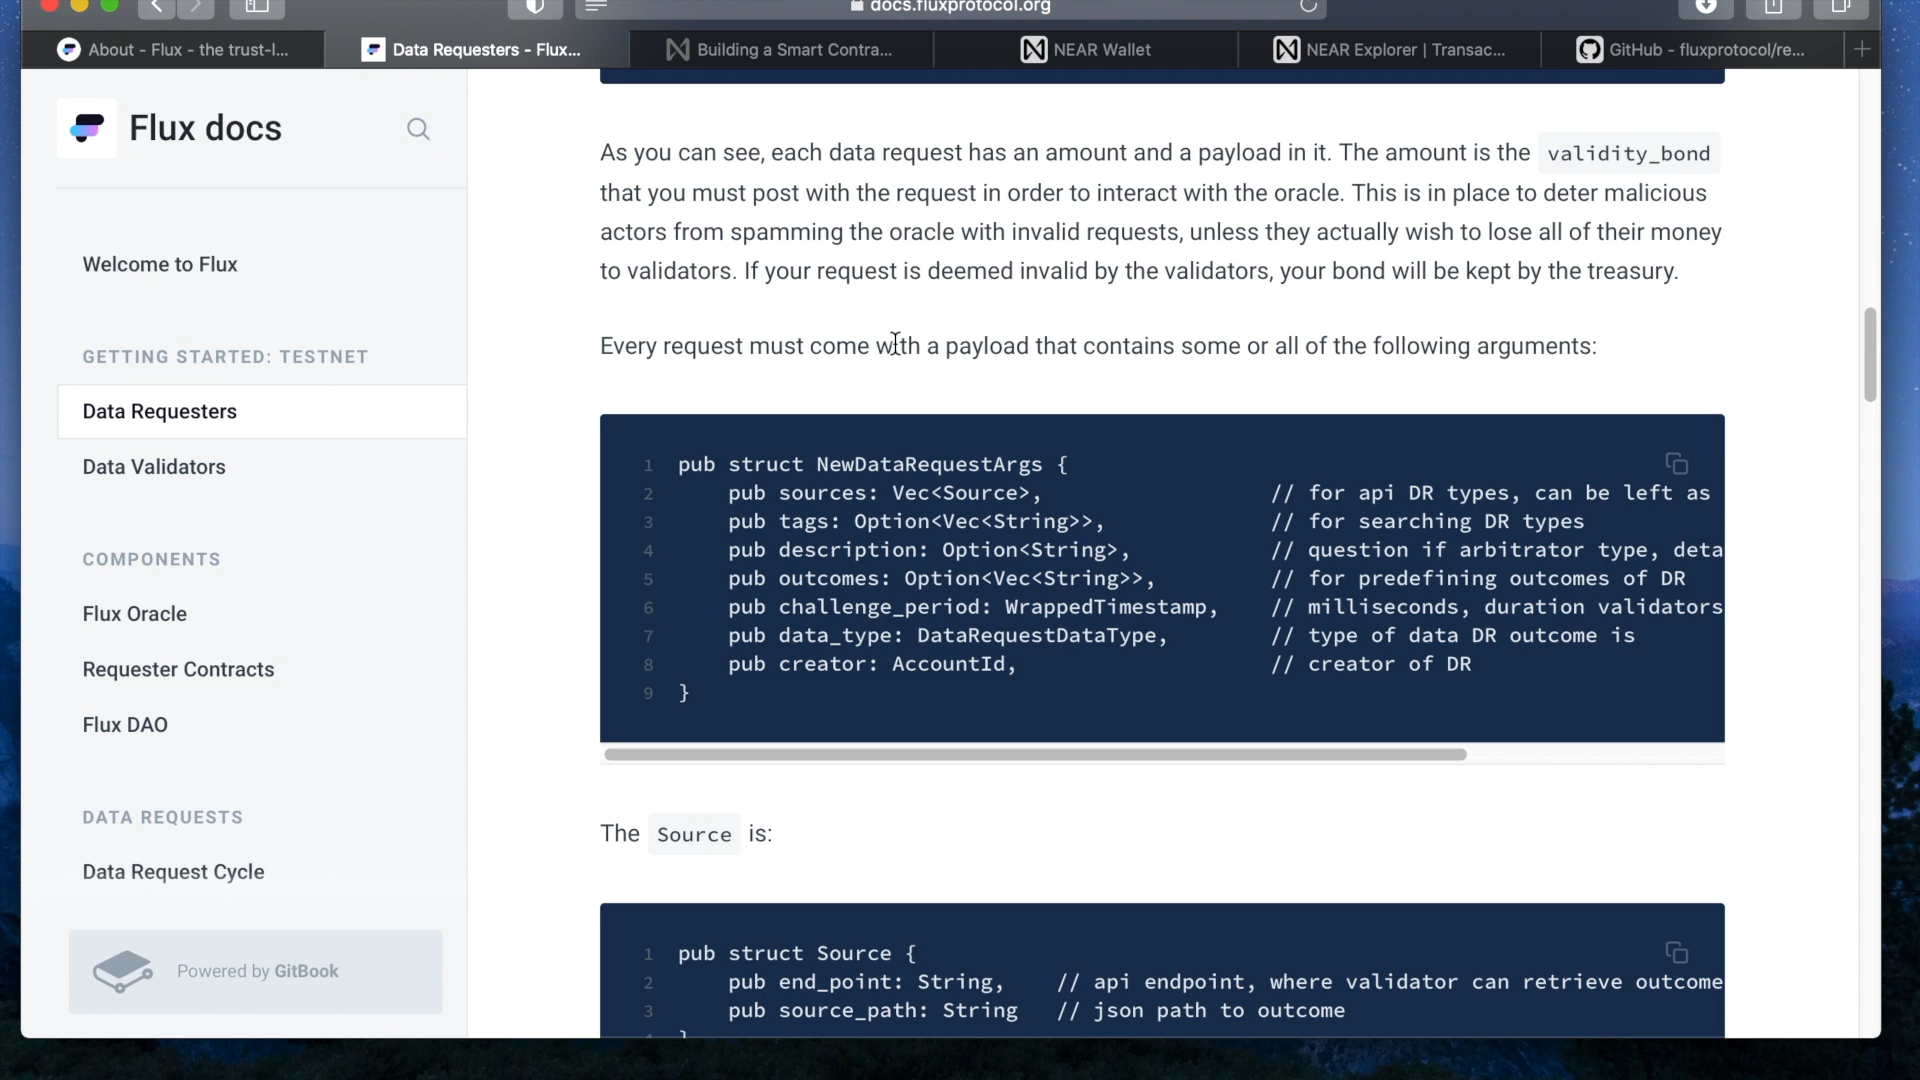 docs.fluxprotocol.org
About - Flux - the trust-l...
Data Requesters - Flux...
Building a Smart Contra...
NEAR Wallet
NEAR Explorer | Transac...
GitHub - fluxprotocol/re...
Flux docs
Welcome to Flux
GETTING STARTED: TESTNET
Data Requesters
Data Validators
COMPONENTS
Flux Oracle
Requester Contracts
Flux DAO
DATA REQUESTS
Data Request Cycle
Powered by GitBook
As you can see, each data request has an amount and a payload in it. The amount is the validity_bond
that you must post with the request in order to interact with the oracle. This is in place to deter malicious
actors from spamming the oracle with invalid requests, unless they actually wish to lose all of their money
to validators. If your request is deemed invalid by the validators, your bond will be kept by the treasury.
Every request must come with a payload that contains some or all of the following arguments:
1 pub struct NewDataRequestArgs {
2 pub sources: Vec<Source>, // for api DR types, can be left as
3 pub tags: Option<Vec<String>>, // for searching DR types
4 pub description: Option<String>, // question if arbitrator type, deta
5 pub outcomes: Option<Vec<String>>, // for predefining outcomes of DR
6 pub challenge_period: WrappedTimestamp, // milliseconds, duration validators
7 pub data_type: DataRequestDataType, // type of data DR outcome is
8 pub creator: AccountId, // creator of DR
9 }
The Source is:
1 pub struct Source {
2 pub end_point: String, // api endpoint, where validator can retrieve outcome
3 pub source_path: String // json path to outcome